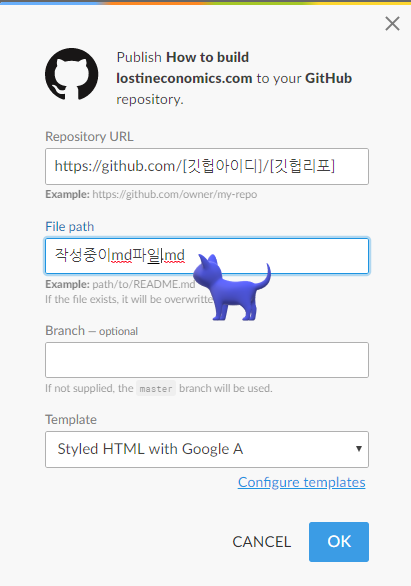 Publish How to build
lostineconomics.com to your GitHub
repository.
Repository URL
https://github.com/[깃헙아이디]/[깃헙리포]
Example: https://github.com/owner/my-repo
File path
작성중이md파일.md
Example: path/to/README.md
If the file exists, it will be
Branch — optional
If not supplied, the master branch will be used.
Template
Styled HTML with Google A
Configure templates
CANCEL
OK